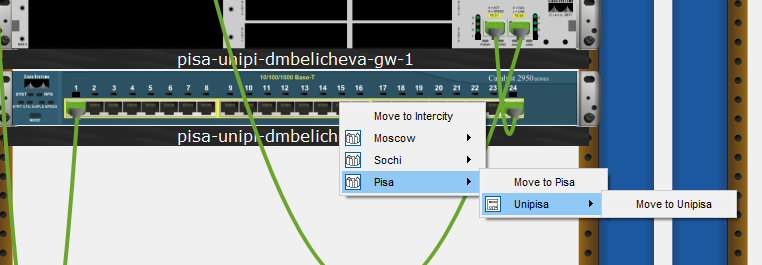 pisa-unipi-dmbelicheva-gw-1
10/100/1000 Base-T
Catalyst 2950 SERIES
SYST RPS
STRT UTIL DUPLX SPEED
MODE
1 2 3 4 5 6 7 8 9 10 11 12 13 14 15 16 17 18 19 20 21 22 23 24
pisa-unipi-dmbelich
Move to Intercity
Moscow
Sochi
Pisa
Move to Pisa
Unipisa
Move to Unipisa